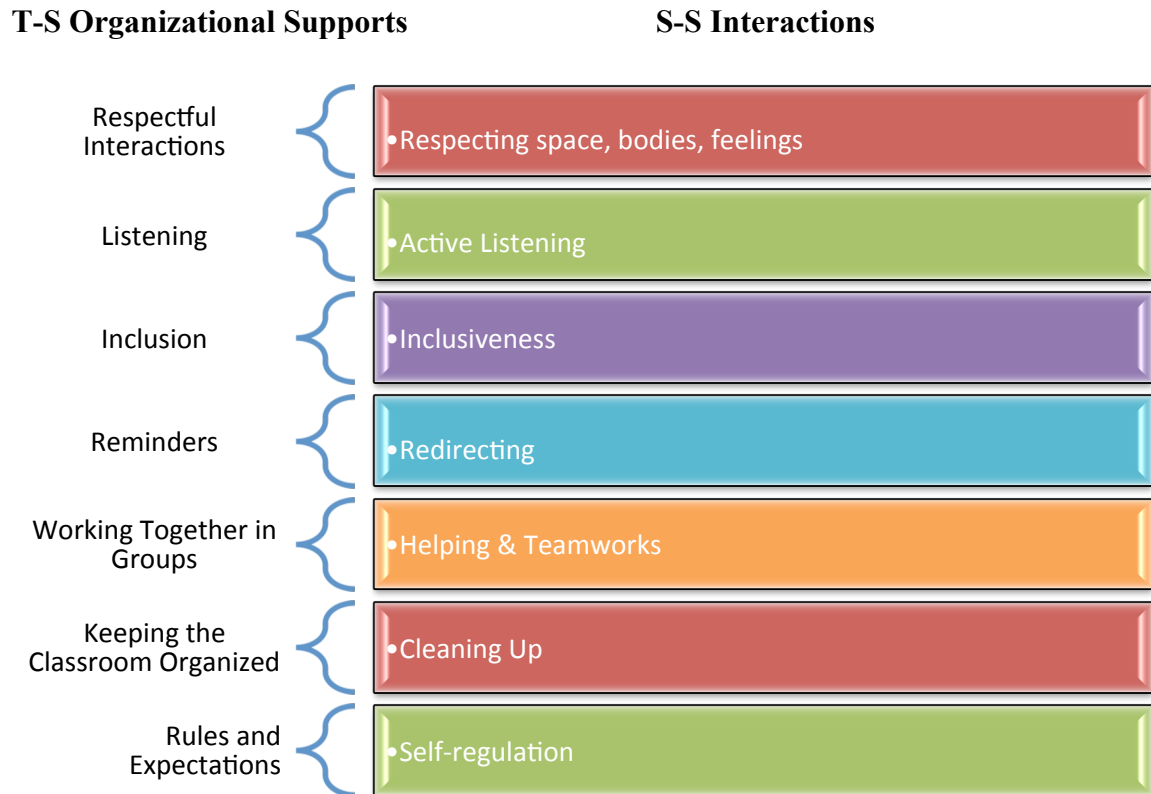 T-S Organizational Supports
S-S Interactions
Respectful
Interactions
•Respecting space, bodies, feelings
Listening
•Active Listening
Inclusion
•Inclusiveness
Reminders
•Redirecting
Working Together in
Groups
•Helping & Teamworks
Keeping the
Classroom Organized
•Cleaning Up
Rules and
Expectations
•Self-regulation